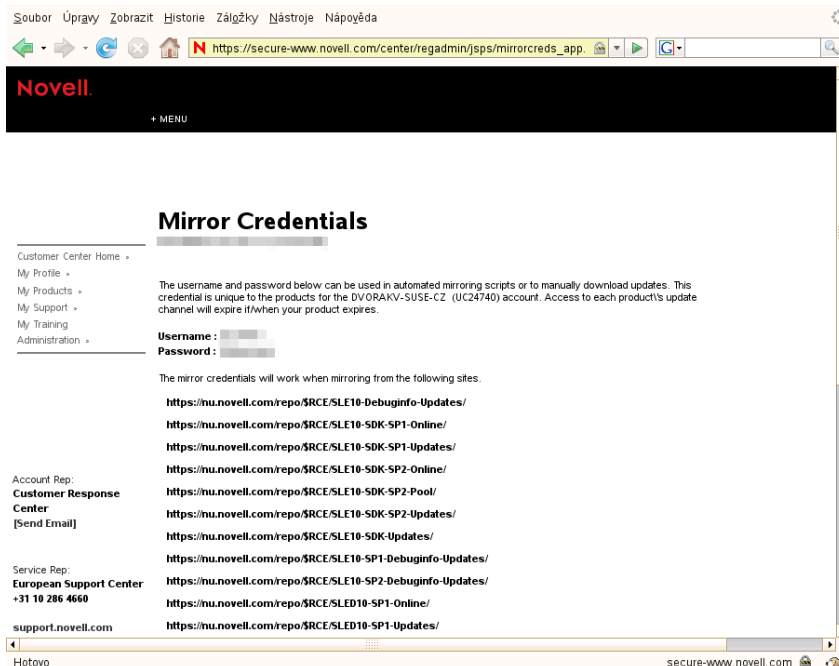 Soubor Úpravy Zobrazit Historie Záložky Nástroje Nápověda
N https://secure-www.novell.com/center/regadmin/jsps/mirrorcreds_app. G
Novell.
+ MENU
Mirror Credentials
Customer Center Home »
My Profile »
My Products »
My Support »
My Training
Administration »
The username and password below can be used in automated mirroring scripts or to manually download updates. This
credential is unique to the products for the DVORAKV-SUSE-CZ (UC24740) account. Access to each product\'s update
channel will expire if/when your product expires.
Username :
Password :
The mirror credentials will work when mirroring from the following sites.
https://nu.novell.com/repo/$RCE/SLE10-Debuginfo-Updates/
https://nu.novell.com/repo/$RCE/SLE10-SDK-SP1-Online/
https://nu.novell.com/repo/$RCE/SLE10-SDK-SP1-Updates/
https://nu.novell.com/repo/$RCE/SLE10-SDK-SP2-Online/
https://nu.novell.com/repo/$RCE/SLE10-SDK-SP2-Pool/
https://nu.novell.com/repo/$RCE/SLE10-SDK-SP2-Updates/
https://nu.novell.com/repo/$RCE/SLE10-SDK-Updates/
https://nu.novell.com/repo/$RCE/SLE10-SP1-Debuginfo-Updates/
https://nu.novell.com/repo/$RCE/SLE10-SP2-Debuginfo-Updates/
https://nu.novell.com/repo/$RCE/SLED10-SP1-Online/
https://nu.novell.com/repo/$RCE/SLED10-SP1-Updates/
Account Rep:
Customer Response
Center
[Send Email]
Service Rep:
European Support Center
+31 10 286 4660
support.novell.com
Hotovo
secure-www.novell.com